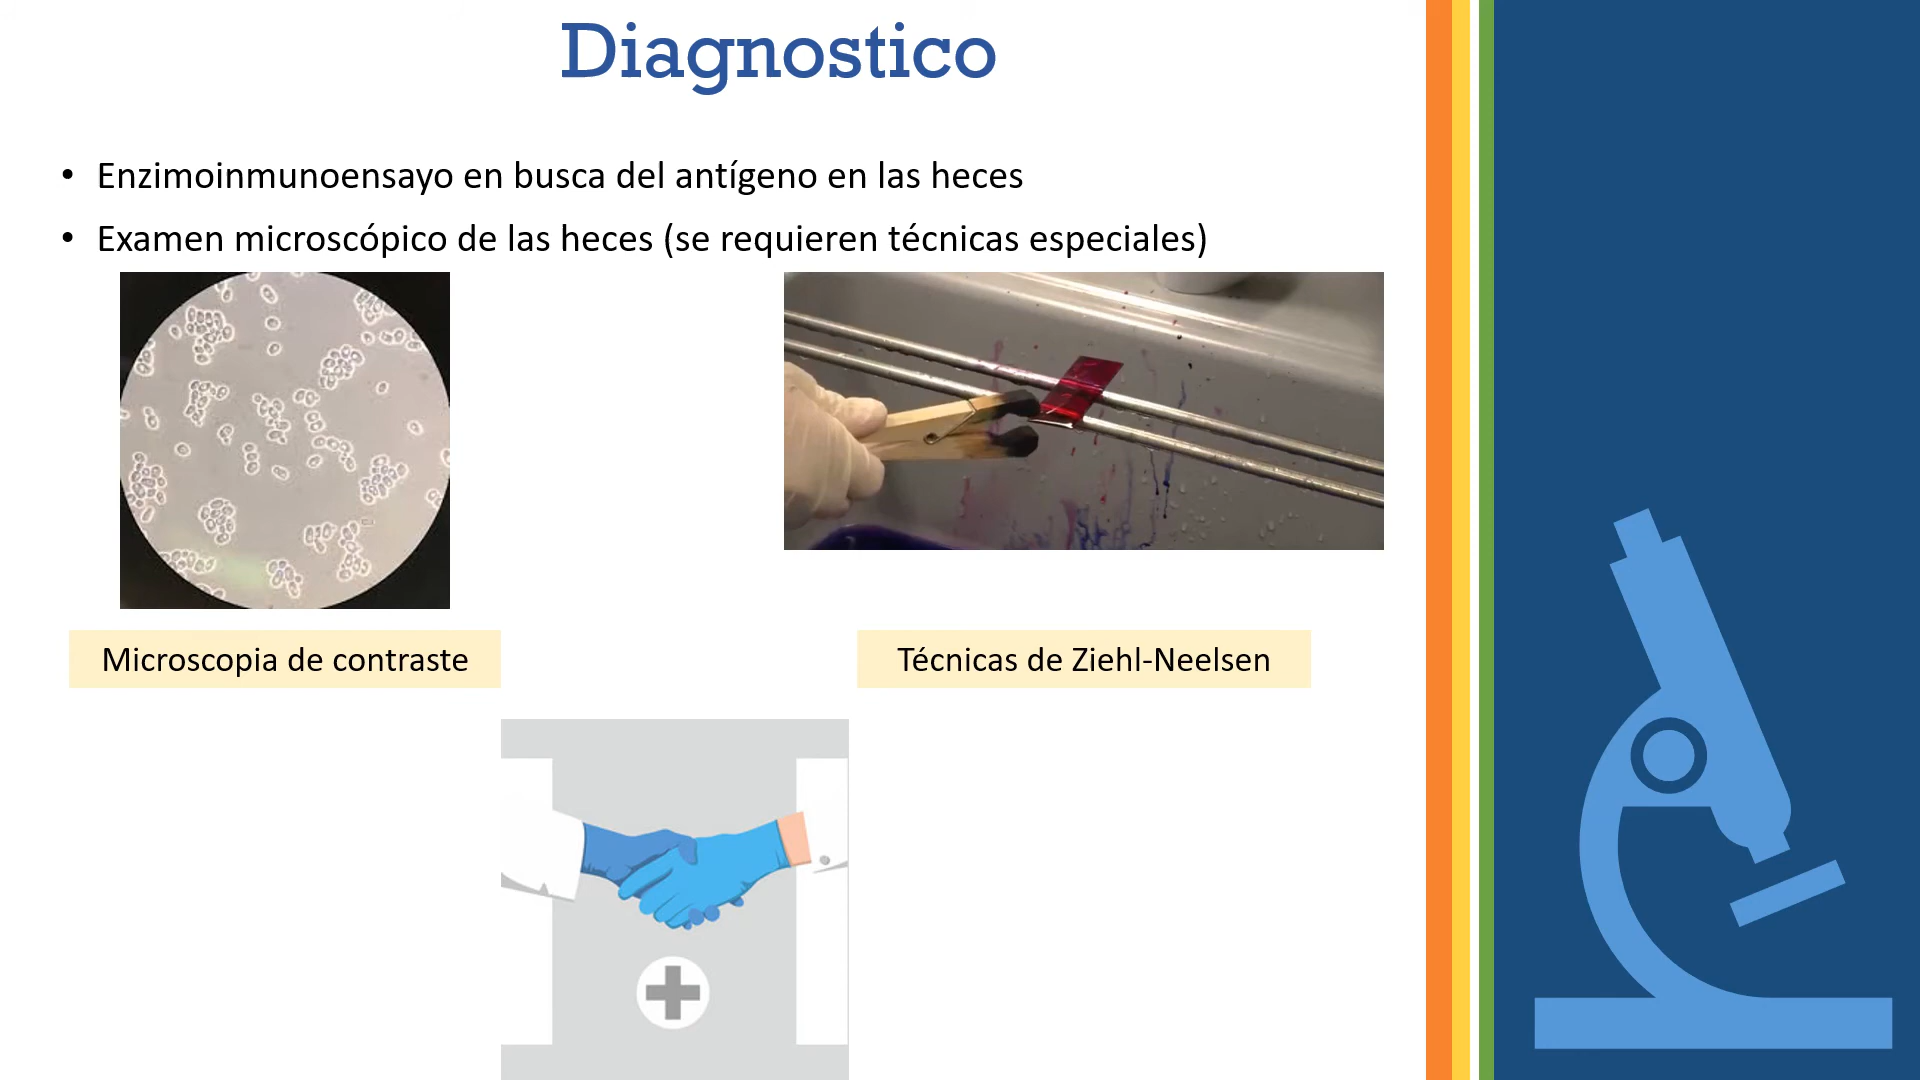 Diagnostico
• Enzimoinmunoensayo en busca del antígeno en las heces
• Examen microscópico de las heces (se requieren técnicas especiales)
Microscopia de contraste
Técnicas de Ziehl-Neelsen